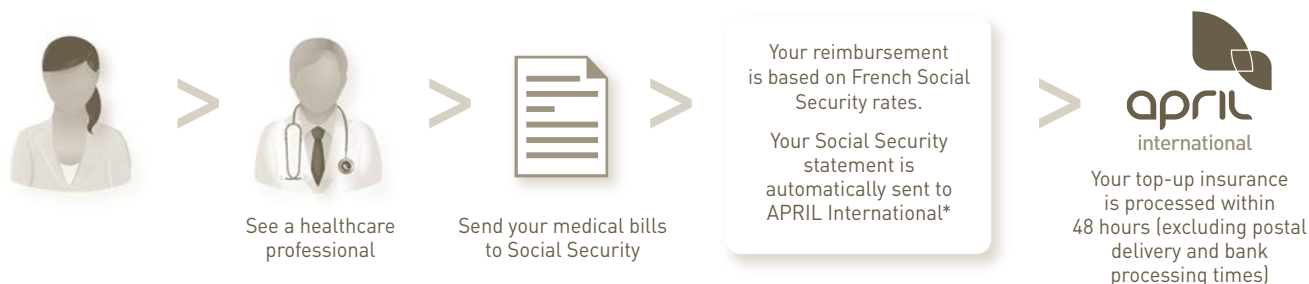 See a healthcare
professional
Send your medical bills
to Social Security
Your reimbursement
is based on French Social
Security rates.
Your Social Security
statement is
automatically sent to
APRIL International*
april
international
Your top-up insurance
is processed within
48 hours (excluding postal
delivery and bank
processing times)